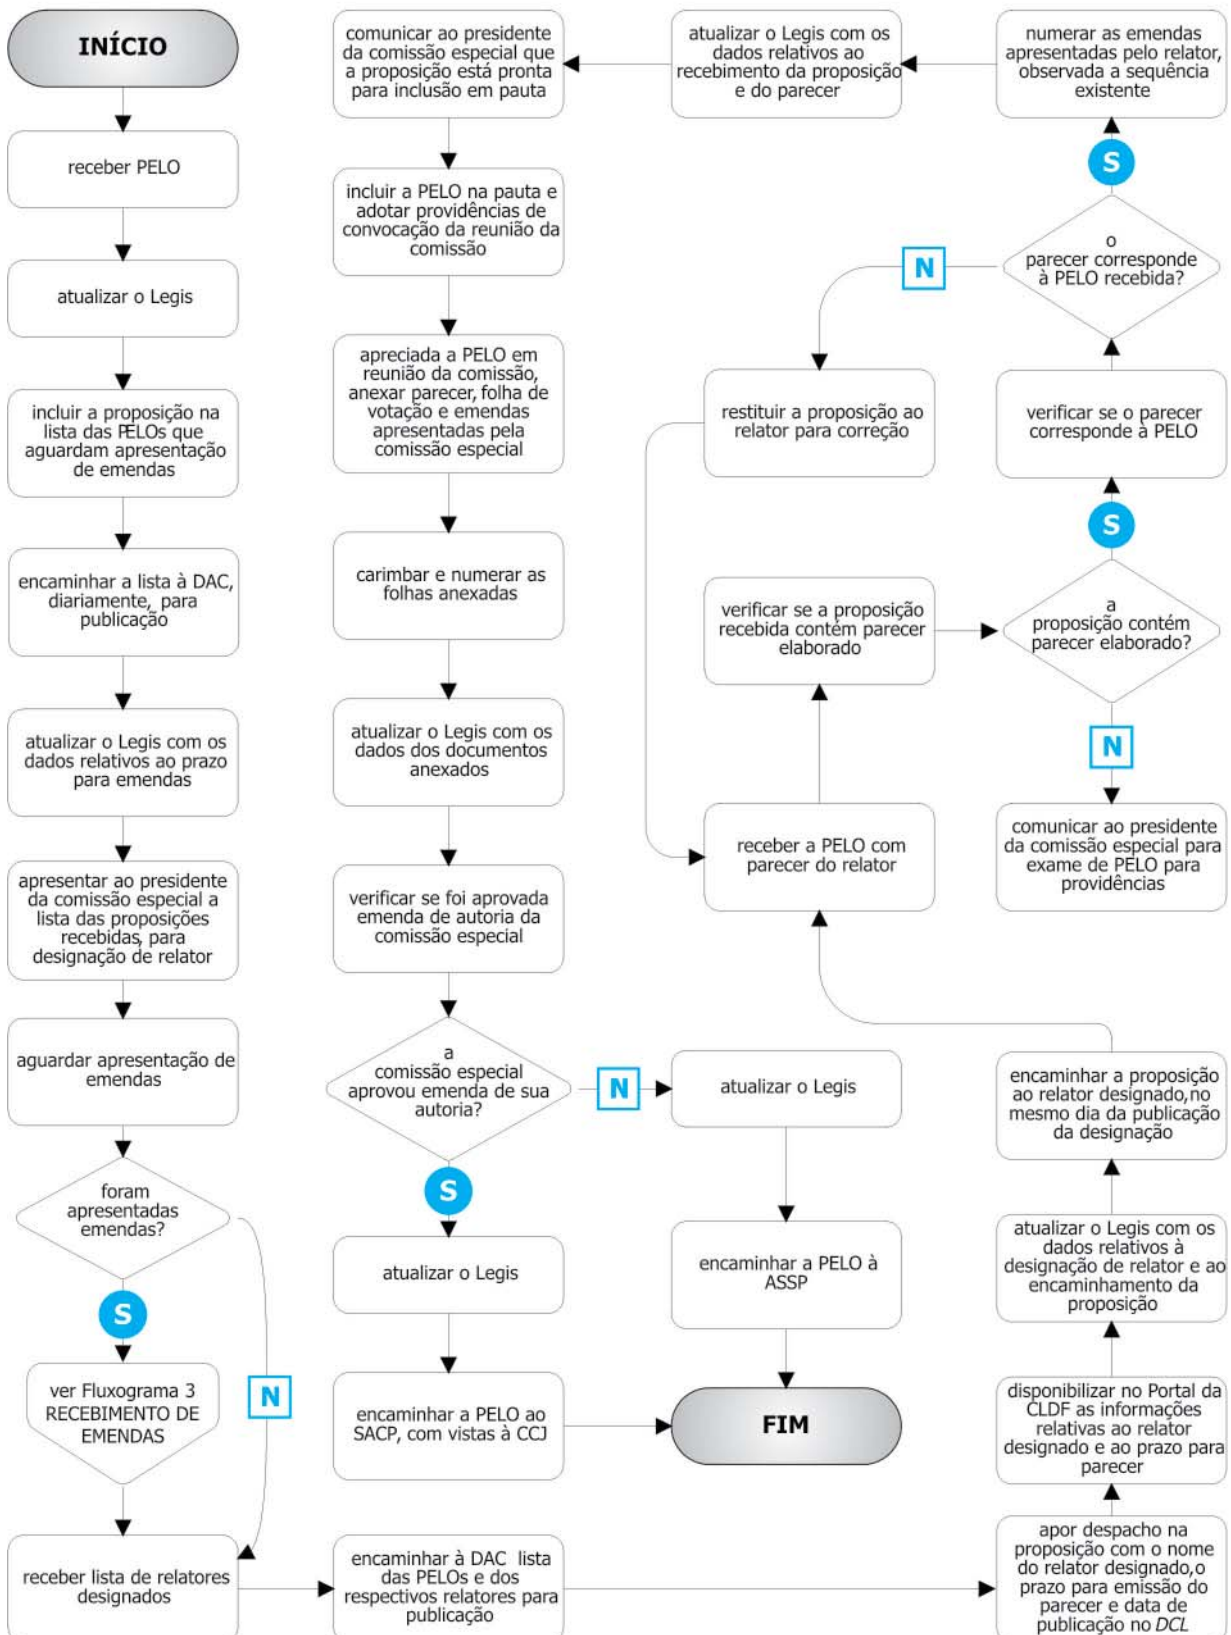 INÍCIO
receber PELO
atualizar o Legis
incluir a proposição na
lista das PELOs que
aguardam apresentação
de emendas
encaminhar a lista à DAC,
diariamente, para
publicação
atualizar o Legis com os
dados relativos ao prazo
para emendas
apresentar ao presidente
da comissão especial a
lista das proposições
recebidas, para
designação de relator
aguardar apresentação de
emendas
foram
apresentadas
emendas?
S
N
ver Fluxograma 3
RECEBIMENTO DE
EMENDAS
receber lista de relatores
designados
encaminhar à DAC lista
das PELOs e dos
respectivos relatores para
publicação
apor despacho na
proposição com o nome
do relator designado, o
prazo para emissão do
parecer e data de
publicação no DCL
disponibilizar no Portal da
CLDF as informações
relativas ao relator
designado e ao prazo para
parecer
atualizar o Legis com os
dados relativos à
designação de relator e ao
encaminhamento da
proposição
encaminhar a proposição
ao relator designado, no
mesmo dia da publicação
da designação
receber a PELO com
parecer do relator
verificar se a proposição
recebida contém parecer
elaborado
a
proposição contém
parecer elaborado?
N
comunicar ao presidente
da comissão especial para
exame de PELO para
providências
S
verificar se o parecer
corresponde à PELO
o
parecer corresponde
à PELO recebida?
N
restituir a proposição ao
relator para correção
S
numerar as emendas
apresentadas pelo relator,
observada a sequência
existente
atualizar o Legis com os
dados relativos ao
recebimento da proposição
e do parecer
comunicar ao presidente
da comissão especial que
a proposição está pronta
para inclusão em pauta
incluir a PELO na pauta e
adotar providências de
convocação da reunião da
comissão
apreciada a PELO em
reunião da comissão,
anexar parecer, folha de
votação e emendas
apresentadas pela
comissão especial
carimbar e numerar as
folhas anexadas
atualizar o Legis com os
dados dos documentos
anexados
verificar se foi aprovada
emenda de autoria da
comissão especial
a
comissão especial
aprovou emenda de sua
autoria?
N
atualizar o Legis
encaminhar a PELO à
ASSP
S
atualizar o Legis
encaminhar a PELO ao
SACP, com vistas à CCJ
FIM